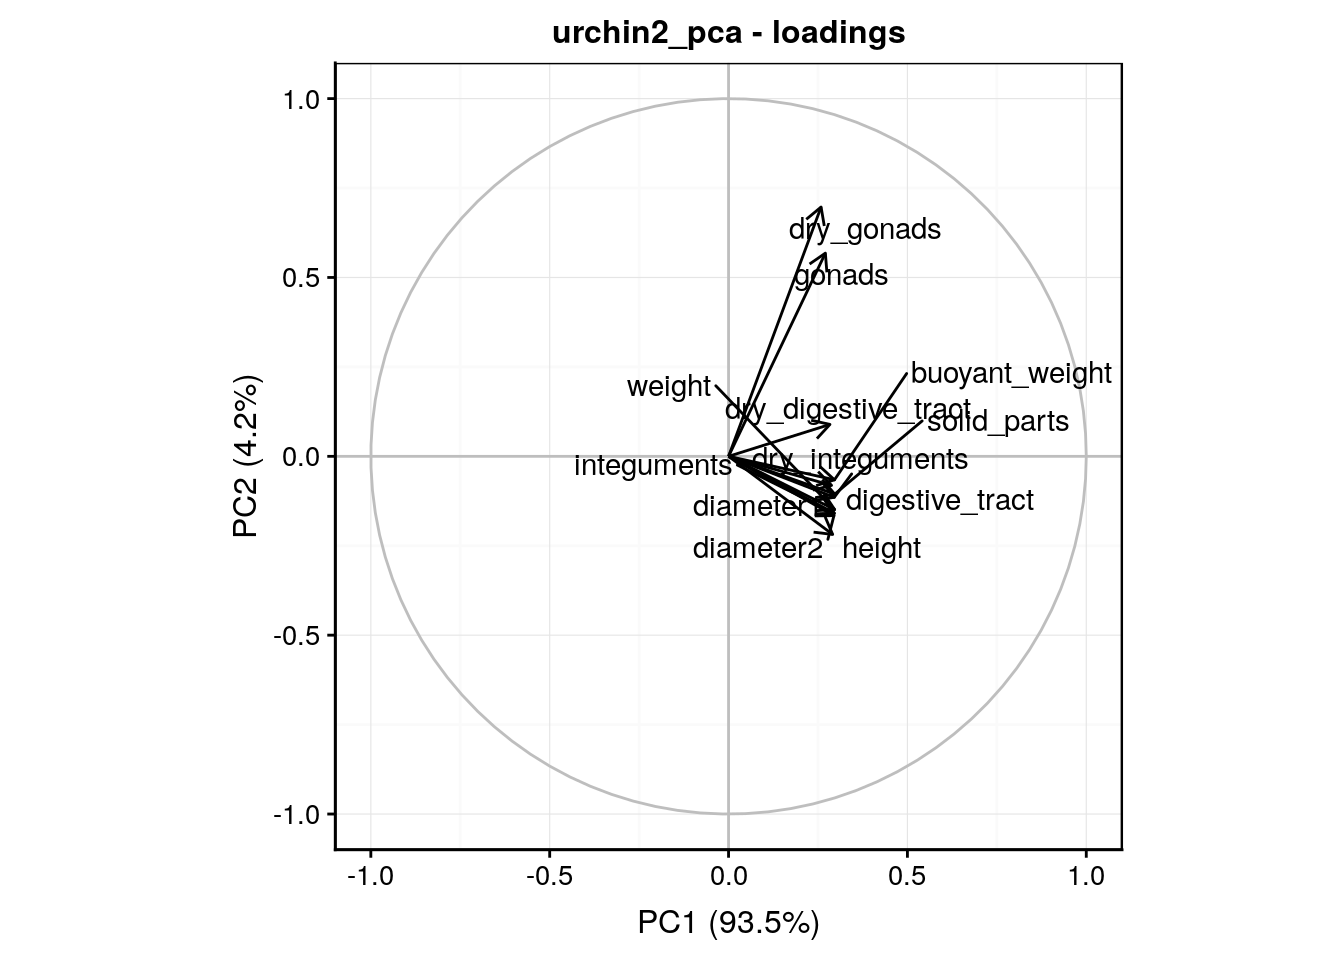 urchin2_pca - loadings
PC2 (4.2%)
1.0
0.5
0.0
-0.5
-1.0
dry_gonads
gonads
buoyant_weight
weight
dry_digestive_tract
solid_parts
dry_integuments
integuments
digestive_tract
diameter
diameter2
height
-1.0
-0.5
0.0
0.5
1.0
PC1 (93.5%)